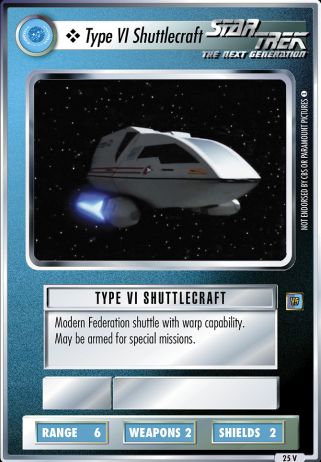 ❖ Type VI Shuttlecraft
STAR TREK
THE NEXT GENERATION
NOT ENDORSED BY CBS OR PARAMOUNT PICTURES
TYPE VI SHUTTLECRAFT
Modern Federation shuttle with warp capability.
May be armed for special missions.
RANGE 6
WEAPONS 2
SHIELDS 2
25 V